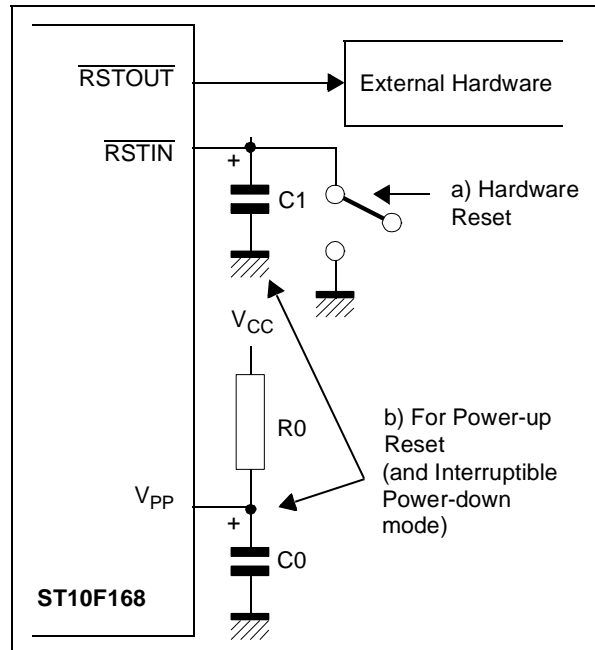 RSTOUT
External Hardware
RSTIN
+
C1
a) Hardware
Reset
VCC
R0
b) For Power-up
Reset
(and Interruptible
Power-down
mode)
VPP
+
C0
ST10F168